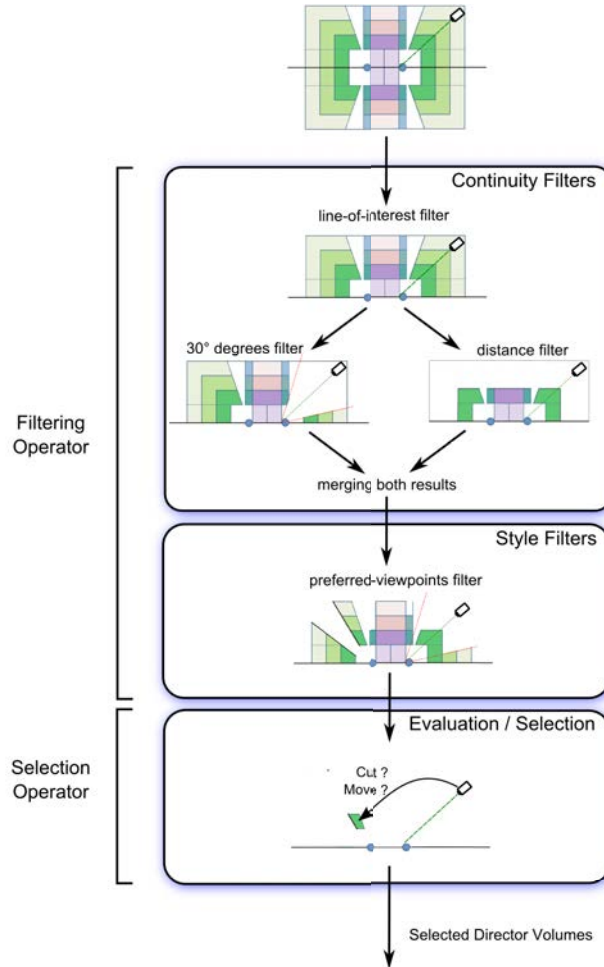 Continuity Filters
line-of-interest filter
30° degrees filter
distance filter
Filtering
Operator
merging both results
Style Filters
preferred-viewpoints filter
Evaluation / Selection
Selection
Operator
Cut ?
Move ?
Selected Director Volumes